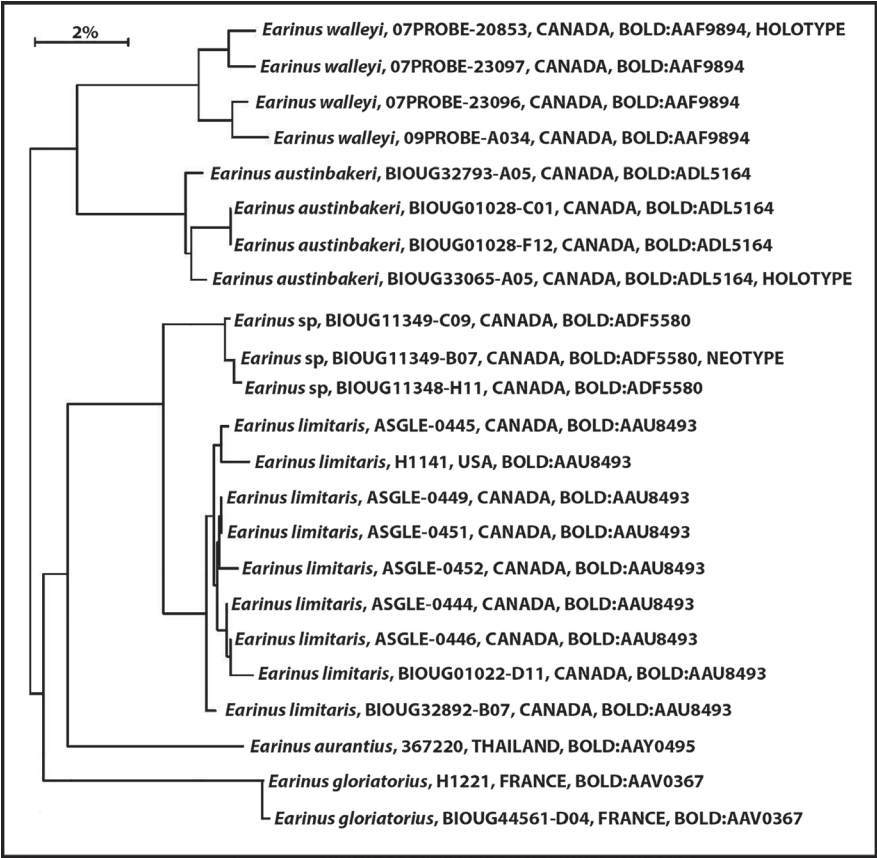 2%
Earinus walleyi, 07PROBE-20853, CANADA, BOLD:AAF9894, HOLOTYPE
Earinus walleyi, 07PROBE-23097, CANADA, BOLD:AAF9894
Earinus walleyi, 07PROBE-23096, CANADA, BOLD:AAF9894
Earinus walleyi, 09PROBE-A034, CANADA, BOLD:AAF9894
Earinus austinbakeri, BIOUG32793-A05, CANADA, BOLD:ADL5164
Earinus austinbakeri, BIOUG01028-C01, CANADA, BOLD:ADL5164
Earinus austinbakeri, BIOUG01028-F12, CANADA, BOLD:ADL5164
Earinus austinbakeri, BIOUG33065-A05, CANADA, BOLD:ADL5164, HOLOTYPE
Earinus sp, BIOUG11349-C09, CANADA, BOLD:ADF5580
Earinus sp, BIOUG11349-B07, CANADA, BOLD:ADF5580, NEOTYPE
Earinus sp, BIOUG11348-H11, CANADA, BOLD:ADF5580
Earinus limitaris, ASGLE-0445, CANADA, BOLD:AAU8493
Earinus limitaris, H1141, USA, BOLD:AAU8493
Earinus limitaris, ASGLE-0449, CANADA, BOLD:AAU8493
Earinus limitaris, ASGLE-0451, CANADA, BOLD:AAU8493
Earinus limitaris, ASGLE-0452, CANADA, BOLD:AAU8493
Earinus limitaris, ASGLE-0444, CANADA, BOLD:AAU8493
Earinus limitaris, ASGLE-0446, CANADA, BOLD:AAU8493
Earinus limitaris, BIOUG01022-D11, CANADA, BOLD:AAU8493
Earinus limitaris, BIOUG32892-B07, CANADA, BOLD:AAU8493
Earinus aurantius, 367220, THAILAND, BOLD:AAY0495
Earinus gloriatorius, H1221, FRANCE, BOLD:AAV0367
Earinus gloriatorius, BIOUG44561-D04, FRANCE, BOLD:AAV0367